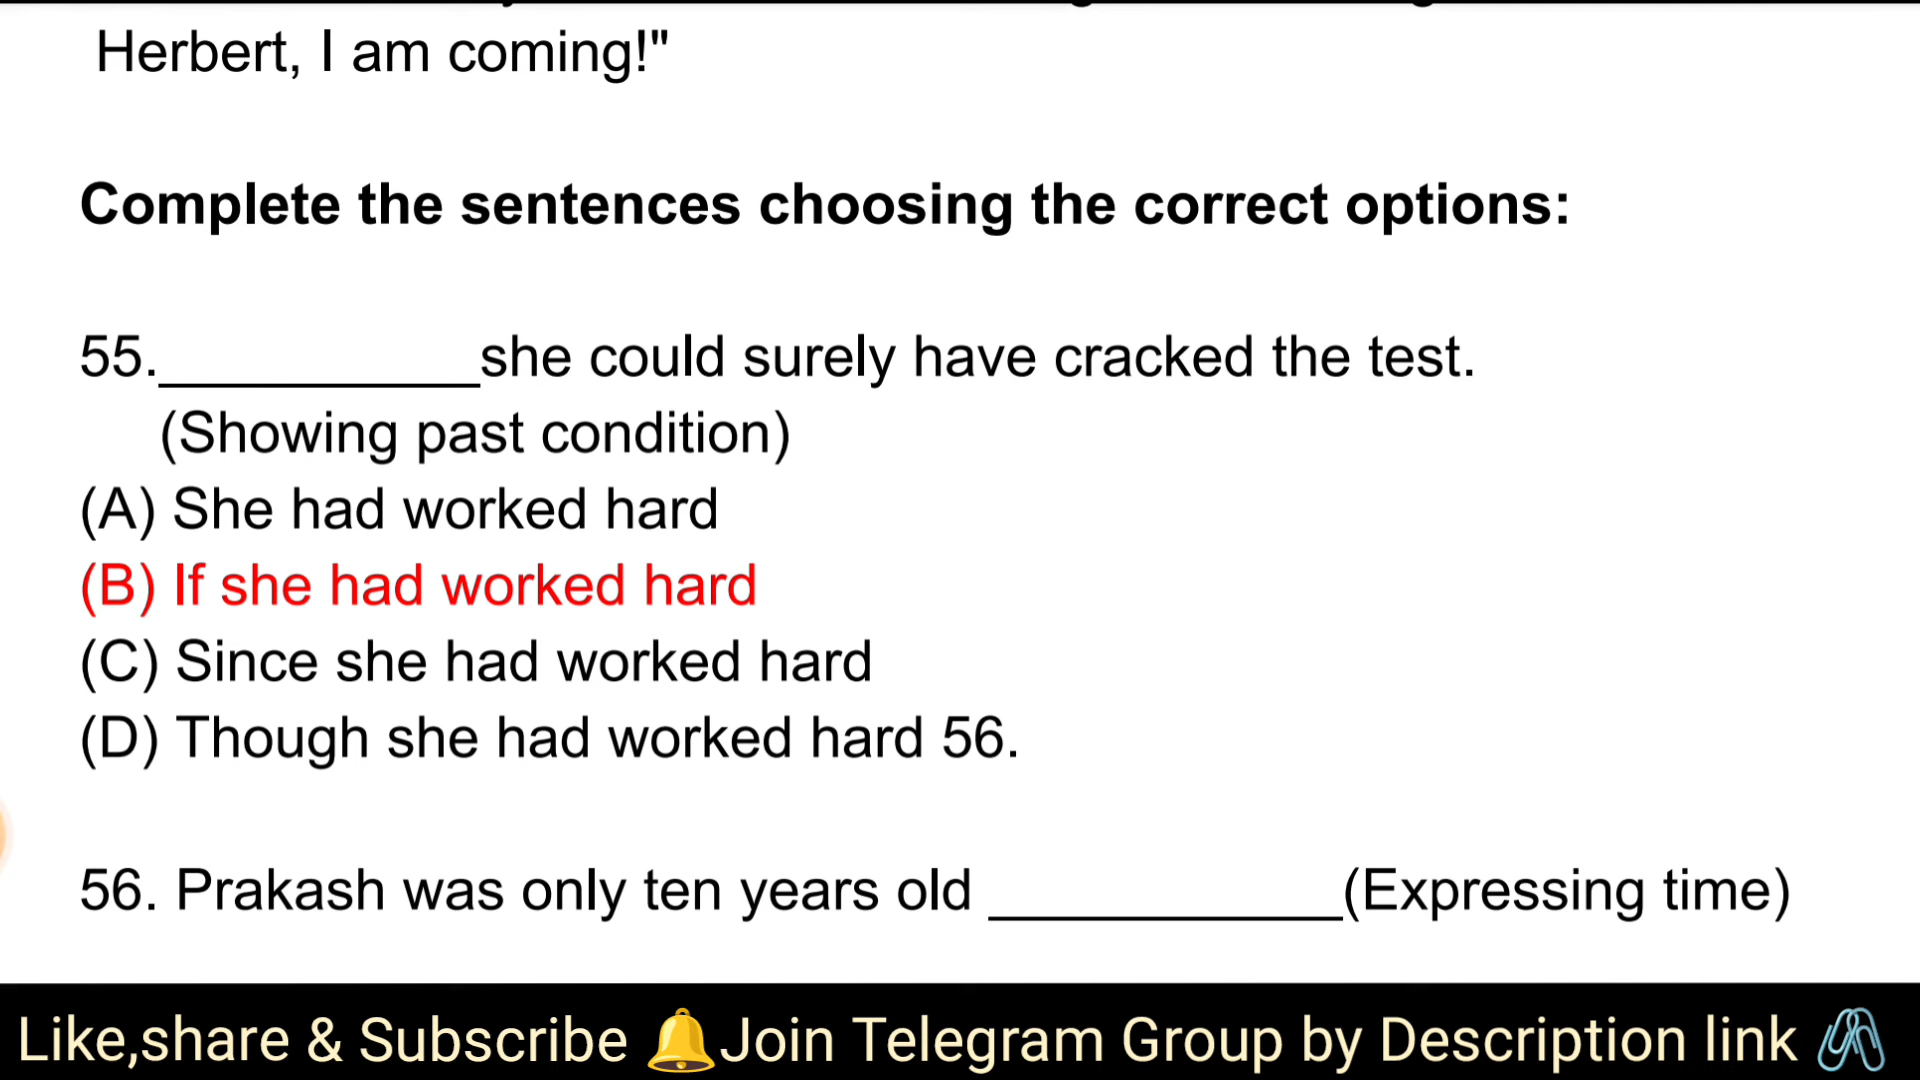 Herbert, I am coming!"
Complete the sentences choosing the correct options:
55.__________she could surely have cracked the test.
(Showing past condition)
(A) She had worked hard
(B) If she had worked hard
(C) Since she had worked hard
(D) Though she had worked hard 56.
56. Prakash was only ten years old ___________(Expressing time)
Like,share & Subscribe 🔔Join Telegram Group by Description link 🖇️